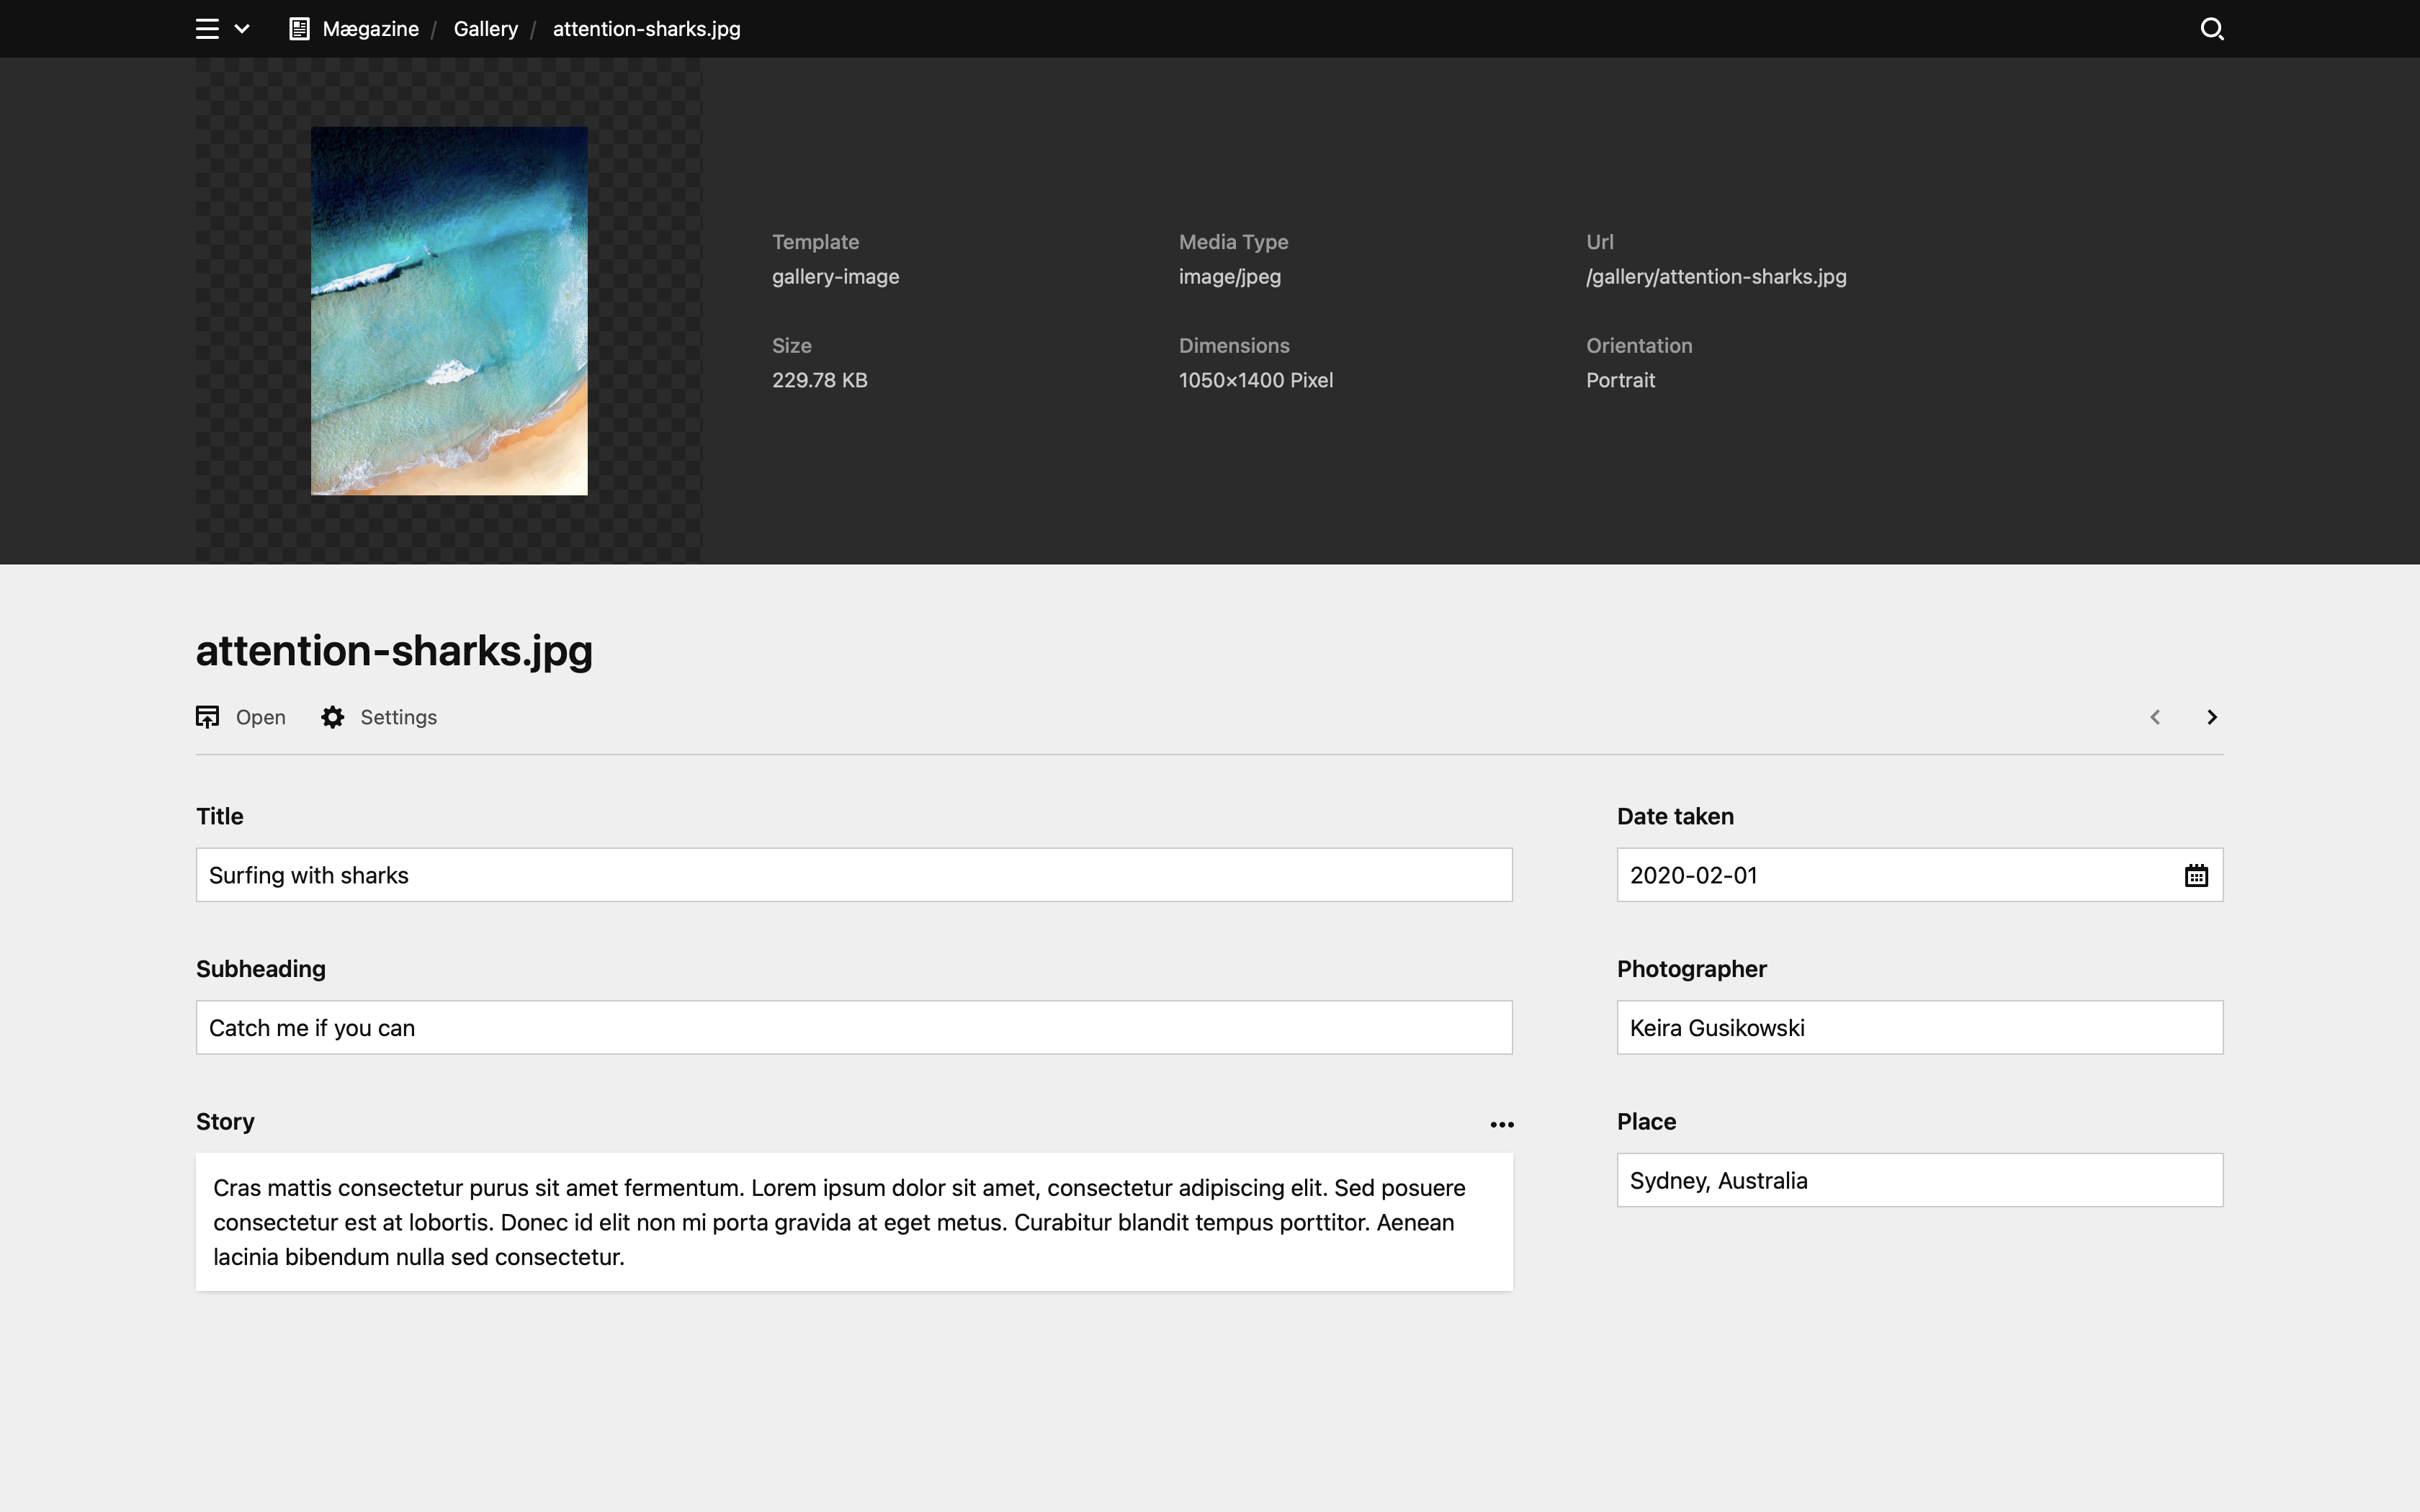 Mægazine / Gallery / attention-sharks.jpg
Template
gallery-image
Media Type
image/jpeg
Url
/gallery/attention-sharks.jpg
Size
229.78 KB
Dimensions
1050×1400 Pixel
Orientation
Portrait
attention-sharks.jpg
Open
Settings
Title
Surfing with sharks
Date taken
2020-02-01
Subheading
Catch me if you can
Photographer
Keira Gusikowski
Story
Cras mattis consectetur purus sit amet fermentum. Lorem ipsum dolor sit amet, consectetur adipiscing elit. Sed posuere
consectetur est at lobortis. Donec id elit non mi porta gravida at eget metus. Curabitur blandit tempus porttitor. Aenean
lacinia bibendum nulla sed consectetur.
Place
Sydney, Australia